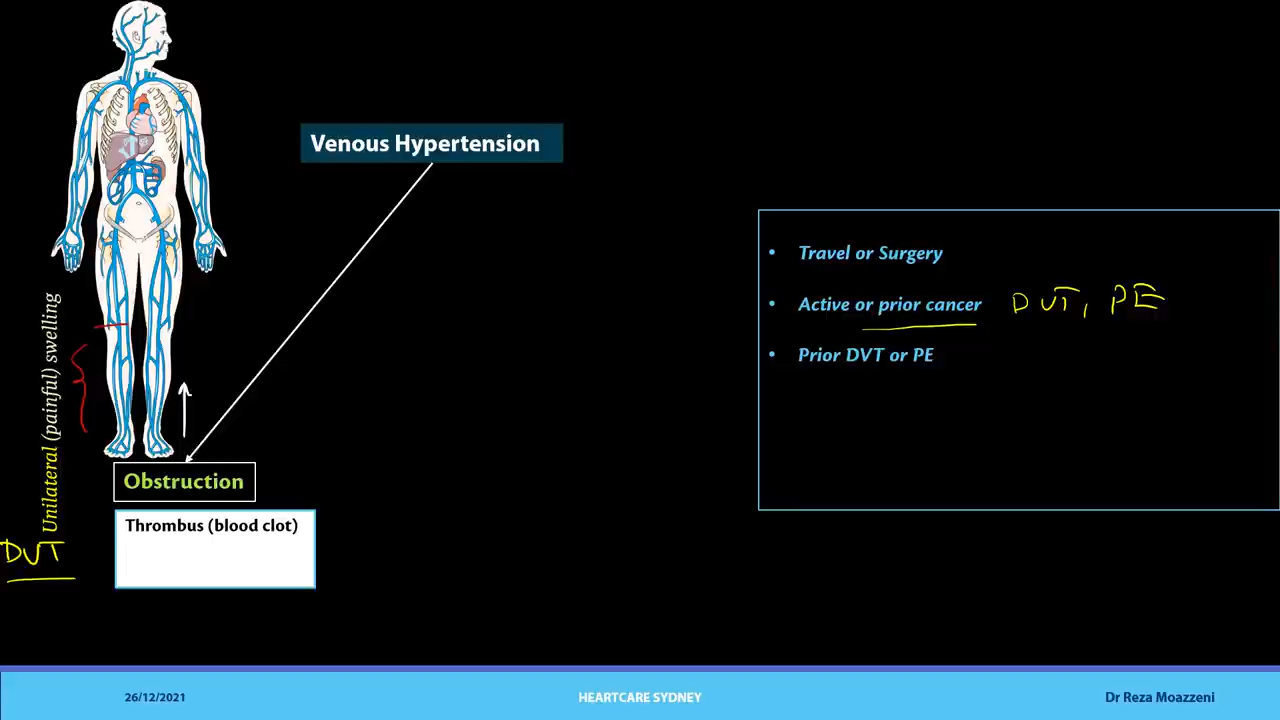 Venous Hypertension
• Travel or Surgery
• Active or prior cancer DVT, PE
• Prior DVT or PE
Unilateral (painful) swelling
Obstruction
Thrombus (blood clot)
DVT
26/12/2021 HEARTCARE SYDNEY Dr Reza Moazzeni